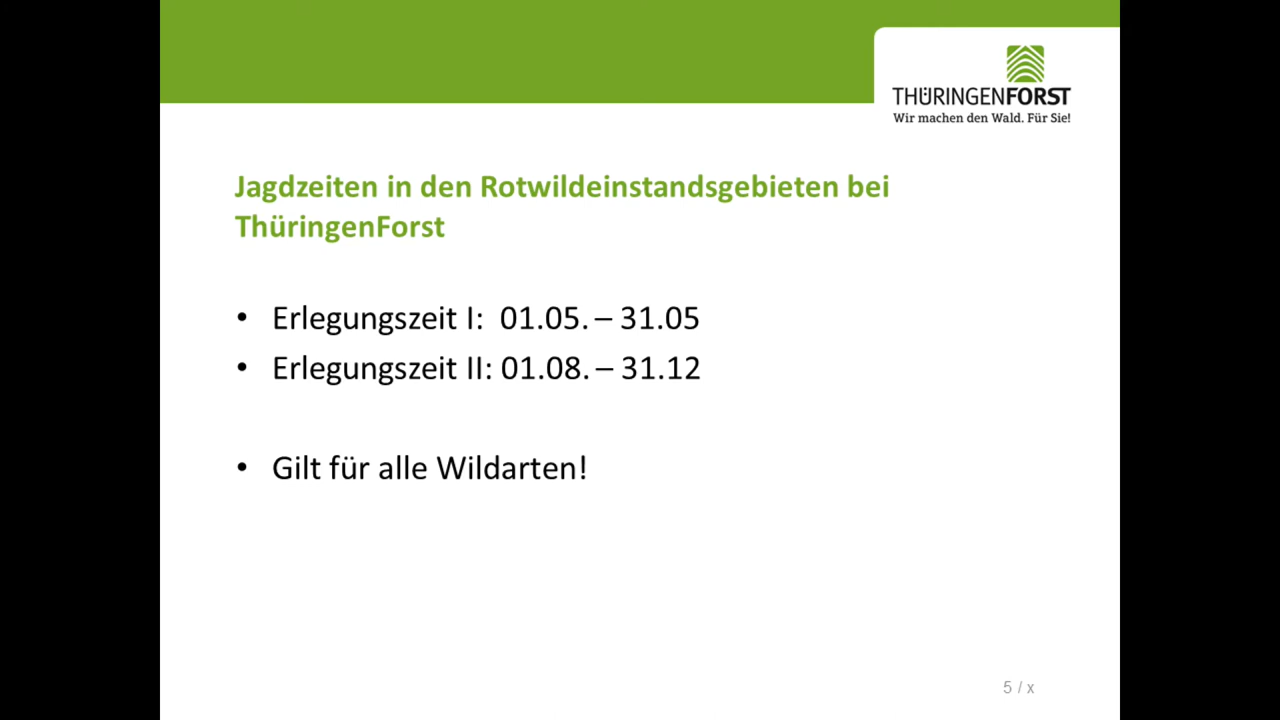 THÜRINGENFORST
Wir machen den Wald. Für Sie!
Jagdzeiten in den Rotwildeinstandsgebieten bei
ThüringenForst
• Erlegungszeit I:  01.05. – 31.05
• Erlegungszeit II: 01.08. – 31.12
• Gilt für alle Wildarten!
5 / x